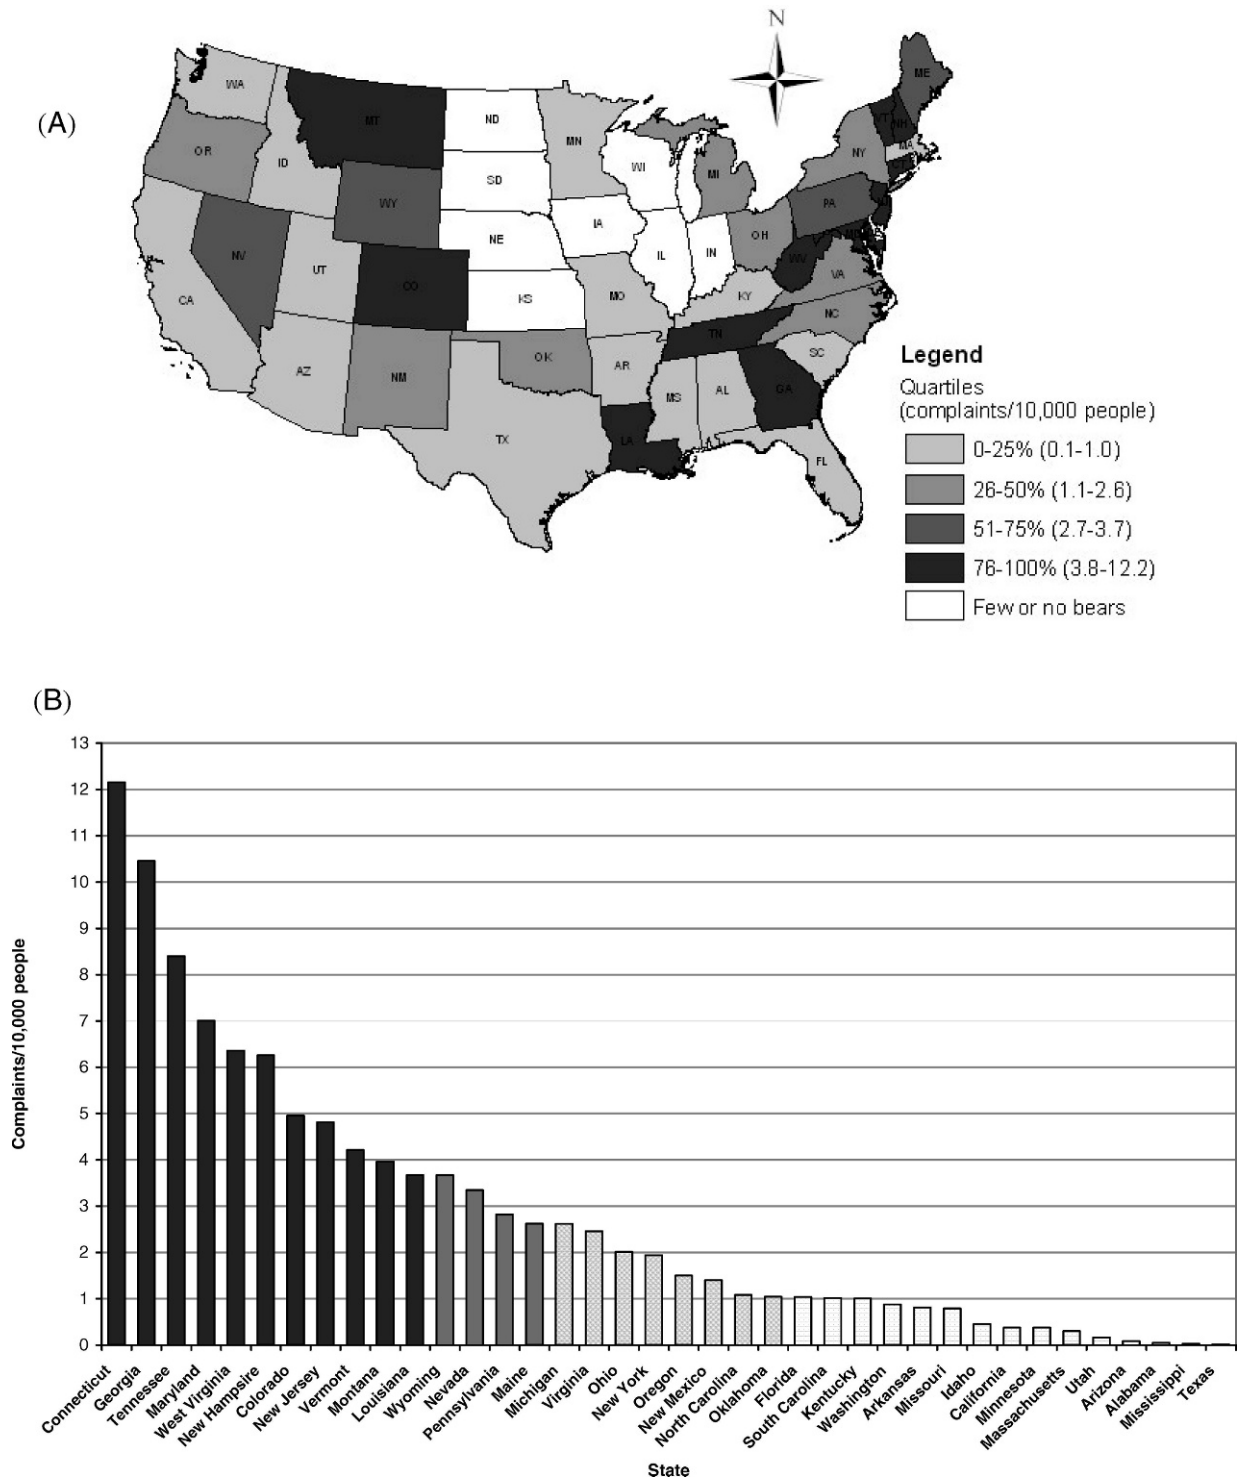 N
(A)
WA
MT
ND
MN
ME
OR
ID
SD
WI
MI
NY
VT
NH
MA
CT
WY
NE
IA
PA
NJ
NV
UT
CO
KS
IL
IN
OH
WV
VA
CA
MO
KY
NC
AZ
NM
OK
AR
TN
SC
TX
LA
MS
AL
GA
FL
Legend
Quartiles
(complaints/10,000 people)
0-25% (0.1-1.0)
26-50% (1.1-2.6)
51-75% (2.7-3.7)
76-100% (3.8-12.2)
Few or no bears
(B)
13
12
11
10
9
8
7
6
5
4
3
2
1
0
Complaints/10,000 people
Connecticut
Georgia
Tennessee
Maryland
West Virginia
New Hampsire
Colorado
New Jersey
Vermont
Montana
Louisiana
Wyoming
Nevada
Pennsylvania
Maine
Michigan
Virginia
Ohio
New York
Oregon
New Mexico
North Carolina
Oklahoma
Florida
South Carolina
Kentucky
Washington
Arkansas
Missouri
Idaho
California
Minnesota
Massachusetts
Utah
Arizona
Alabama
Mississippi
Texas
State